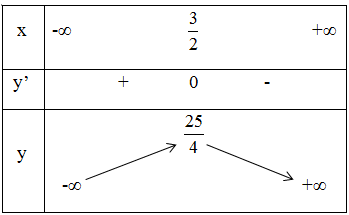 x -∞ 3/2 +∞
y’ + 0 -
25/4
y
-∞ +∞